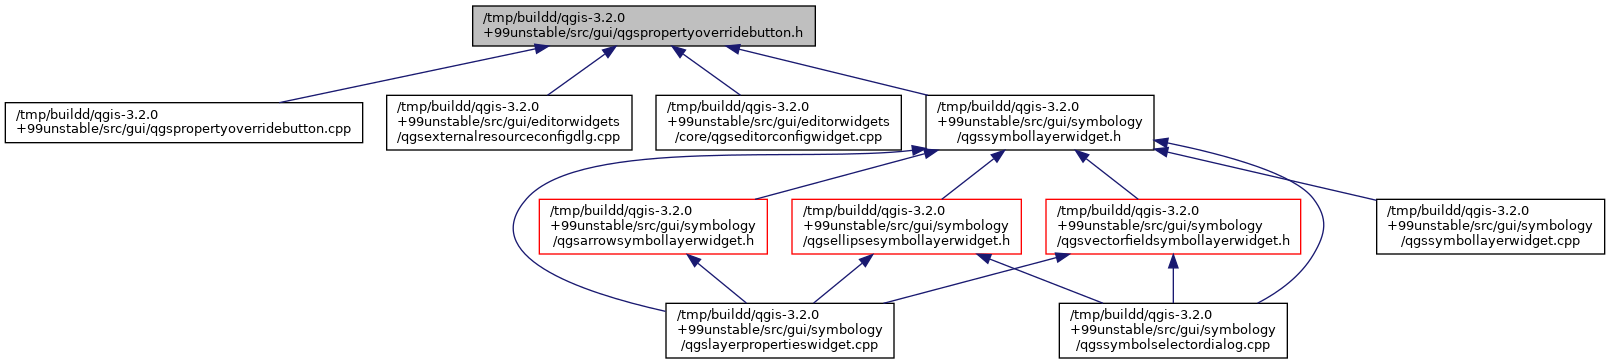 /tmp/buildd/qgis-3.2.0
+99unstable/src/gui/qgspropertyoverridebutton.h
/tmp/buildd/qgis-3.2.0
+99unstable/src/gui/qgspropertyoverridebutton.cpp
/tmp/buildd/qgis-3.2.0
+99unstable/src/gui/editorwidgets
/qgsexternalresourceconfigdlg.cpp
/tmp/buildd/qgis-3.2.0
+99unstable/src/gui/editorwidgets
/core/qgseditorconfigwidget.cpp
/tmp/buildd/qgis-3.2.0
+99unstable/src/gui/symbology
/qgssymbollayerwidget.h
/tmp/buildd/qgis-3.2.0
+99unstable/src/gui/symbology
/qgsarrowsymbollayerwidget.h
/tmp/buildd/qgis-3.2.0
+99unstable/src/gui/symbology
/qgsellipsesymbollayerwidget.h
/tmp/buildd/qgis-3.2.0
+99unstable/src/gui/symbology
/qgsvectorfieldsymbollayerwidget.h
/tmp/buildd/qgis-3.2.0
+99unstable/src/gui/symbology
/qgssymbollayerwidget.cpp
/tmp/buildd/qgis-3.2.0
+99unstable/src/gui/symbology
/qgslayerpropertieswidget.cpp
/tmp/buildd/qgis-3.2.0
+99unstable/src/gui/symbology
/qgssymbolselectordialog.cpp